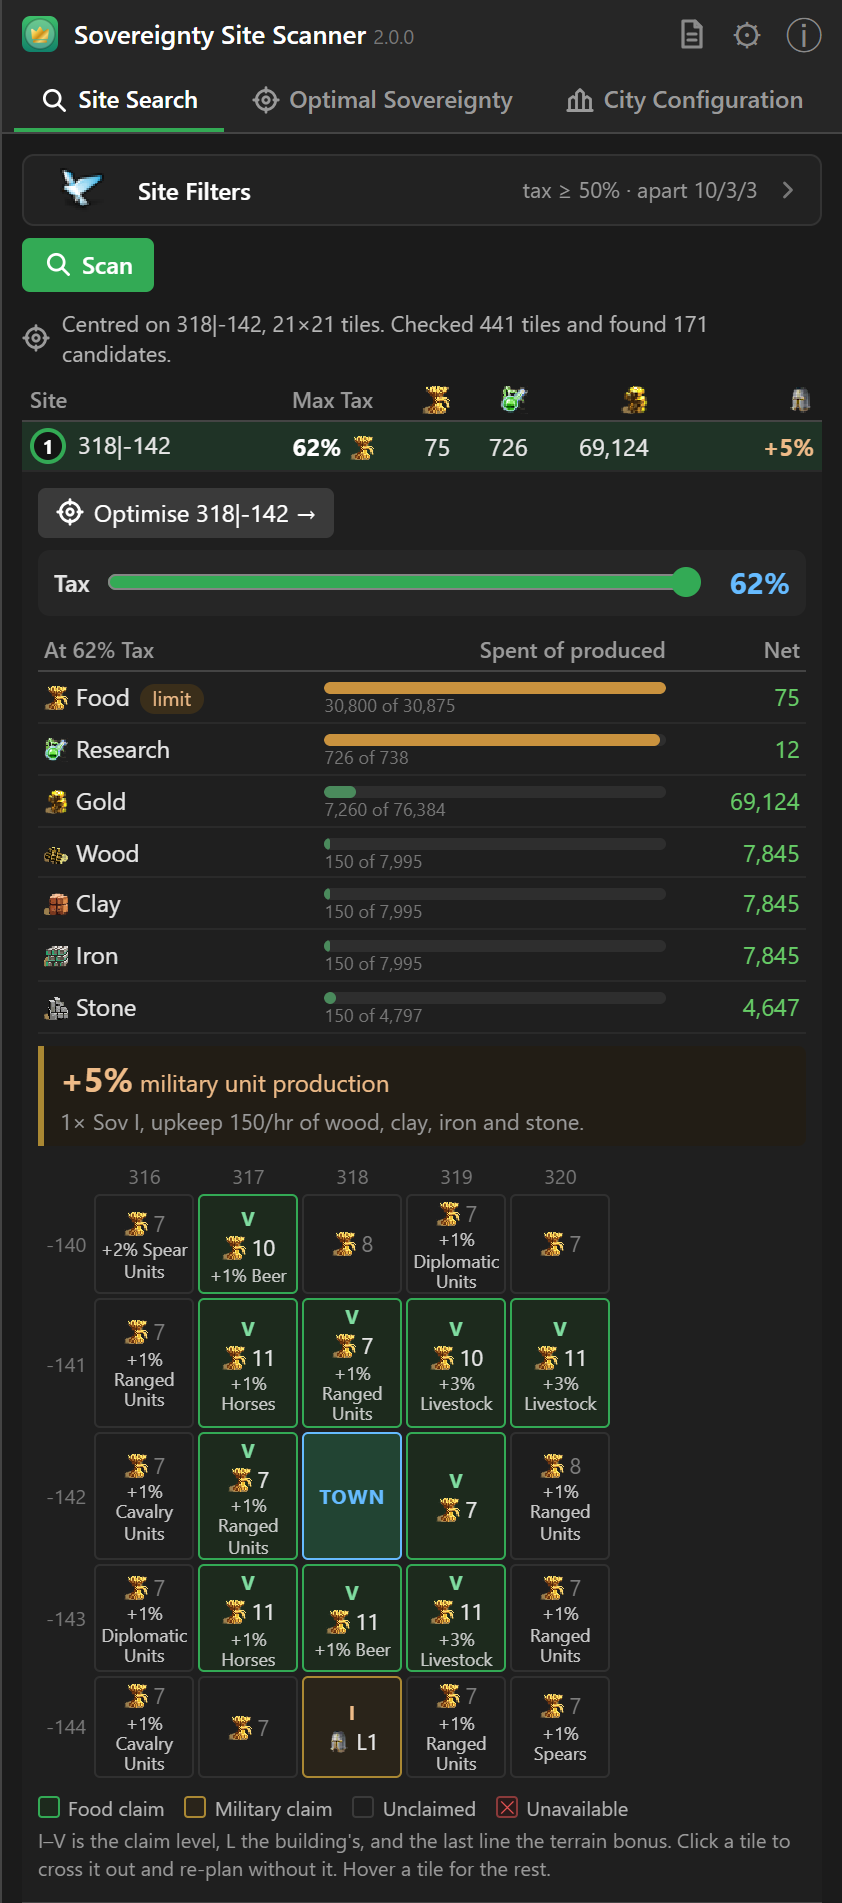 Sovereignty Site Scanner 2.0.0
Site Search
Optimal Sovereignty
City Configuration
Site Filters
tax ≥ 50% · apart 10/3/3
Scan
Centred on 318|-142, 21×21 tiles. Checked 441 tiles and found 171
candidates.
Site Max Tax
1 318|-142 62% 75 726 69,124 +5%
Optimise 318|-142 →
Tax 62%
At 62% Tax Spent of produced Net
Food limit 30,800 of 30,875 75
Research 726 of 738 12
Gold 7,260 of 76,384 69,124
Wood 150 of 7,995 7,845
Clay 150 of 7,995 7,845
Iron 150 of 7,995 7,845
Stone 150 of 4,797 4,647
+5% military unit production
1× Sov I, upkeep 150/hr of wood, clay, iron and stone.
316 317 318 319 320
-140
7
+2% Spear
Units
V
10
+1% Beer
8
7
+1%
Diplomatic
Units
7
-141
7
+1%
Ranged
Units
V
11
+1%
Horses
V
7
+1%
Ranged
Units
V
10
+3%
Livestock
V
11
+3%
Livestock
-142
7
+1%
Cavalry
Units
V
7
+1%
Ranged
Units
TOWN
V
7
8
+1%
Ranged
Units
-143
7
+1%
Diplomatic
Units
V
11
+1%
Horses
V
11
+1% Beer
V
11
+3%
Livestock
7
+1%
Ranged
Units
-144
7
+1%
Cavalry
Units
7
I
L1
7
+1%
Ranged
Units
7
+1%
Spears
Food claim Military claim Unclaimed Unavailable
I–V is the claim level, L the building's, and the last line the terrain bonus. Click a tile to
cross it out and re-plan without it. Hover a tile for the rest.